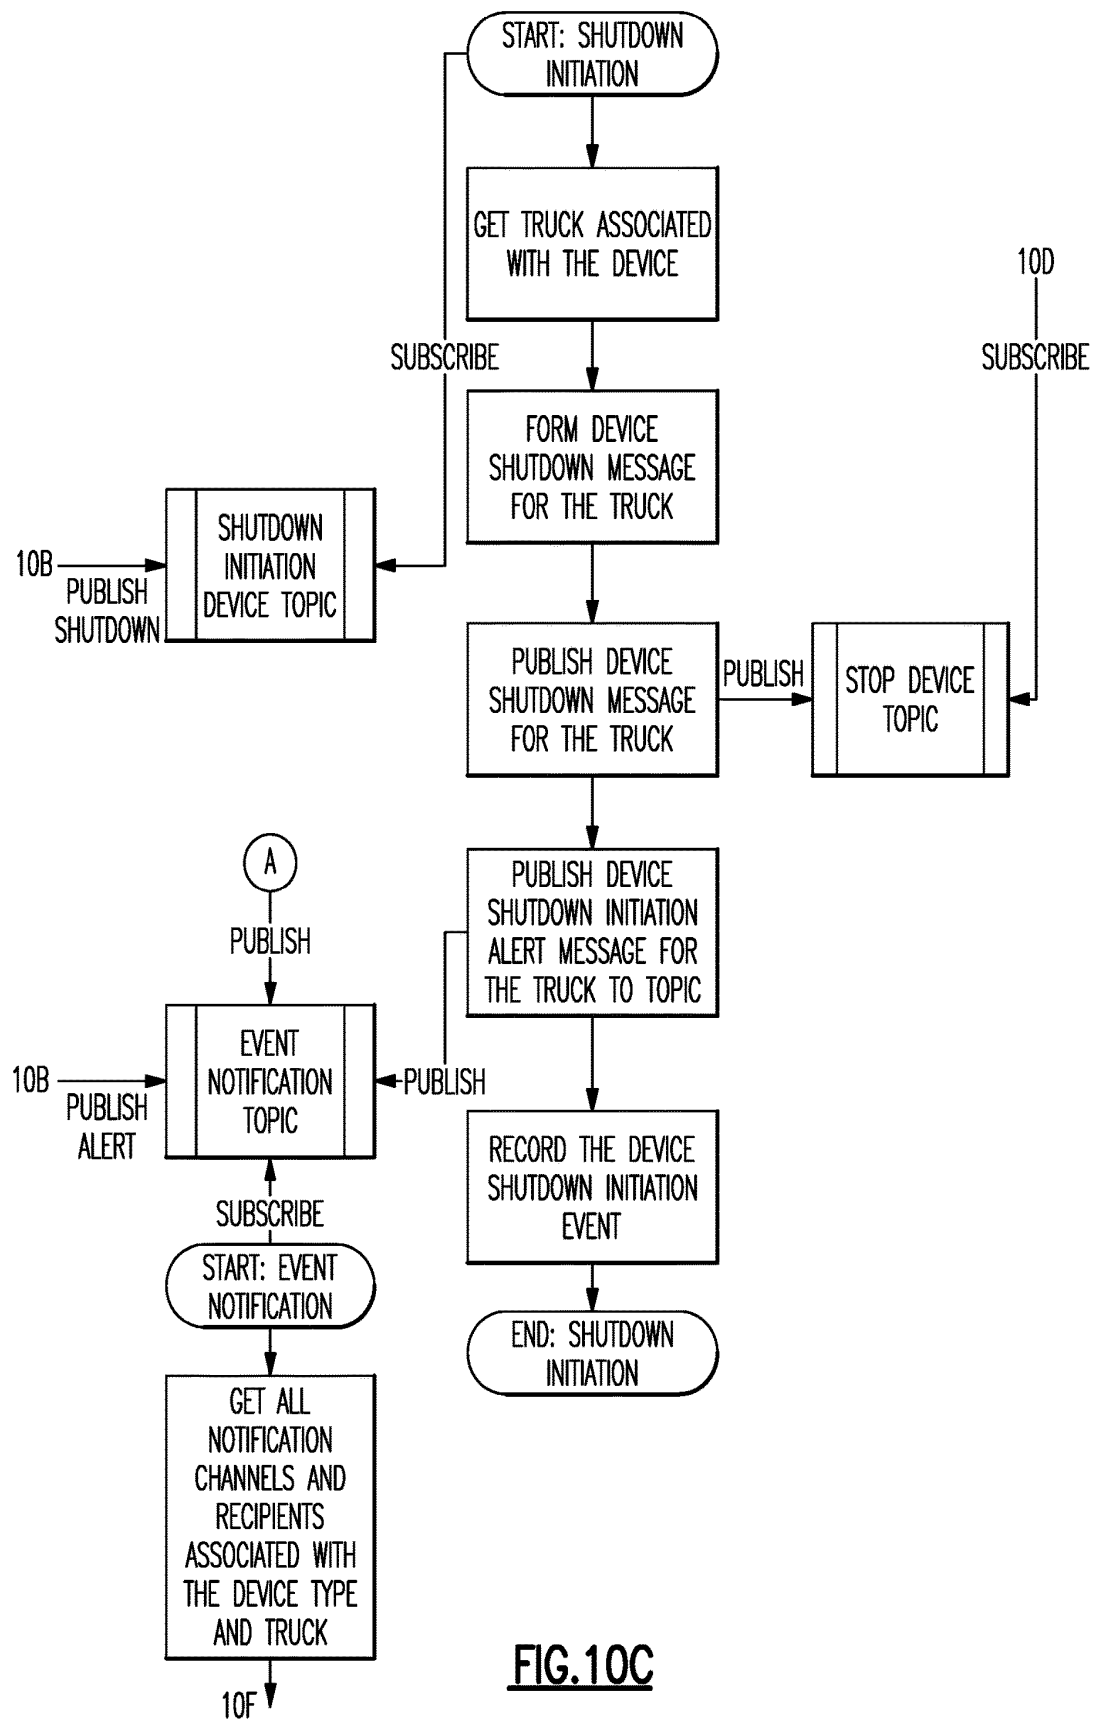 START: SHUTDOWN
INITIATION
GET TRUCK ASSOCIATED
WITH THE DEVICE
10D
SUBSCRIBE
SUBSCRIBE
FORM DEVICE
SHUTDOWN MESSAGE
FOR THE TRUCK
SHUTDOWN
INITIATION
DEVICE TOPIC
10B
PUBLISH
SHUTDOWN
PUBLISH DEVICE
SHUTDOWN MESSAGE
FOR THE TRUCK
PUBLISH
STOP DEVICE
TOPIC
A
PUBLISH
PUBLISH DEVICE
SHUTDOWN INITIATION
ALERT MESSAGE FOR
THE TRUCK TO TOPIC
EVENT
NOTIFICATION
TOPIC
10B
PUBLISH
ALERT
PUBLISH
RECORD THE DEVICE
SHUTDOWN INITIATION
EVENT
SUBSCRIBE
START: EVENT
NOTIFICATION
END: SHUTDOWN
INITIATION
GET ALL
NOTIFICATION
CHANNELS AND
RECIPIENTS
ASSOCIATED WITH
THE DEVICE TYPE
AND TRUCK
10F
FIG.10C